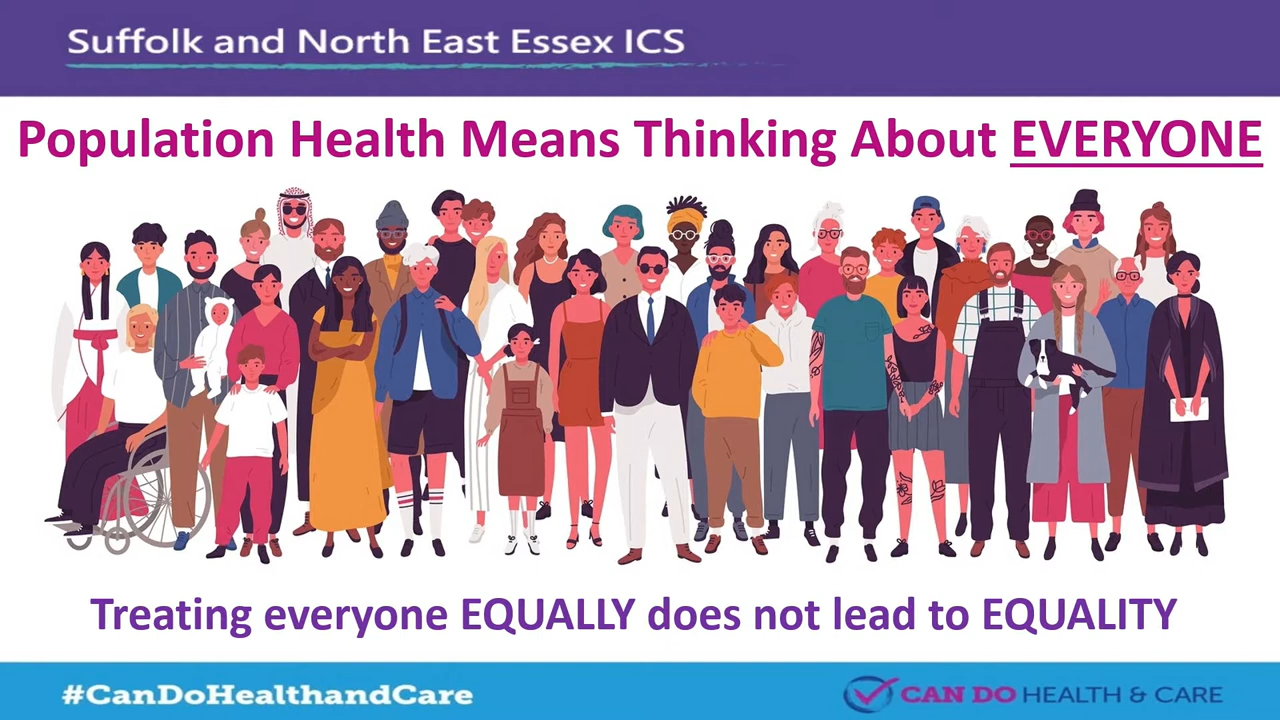 Suffolk and North East Essex ICS
Population Health Means Thinking About EVERYONE
Treating everyone EQUALLY does not lead to EQUALITY
#CanDoHealthandCare
CAN DO HEALTH & CARE